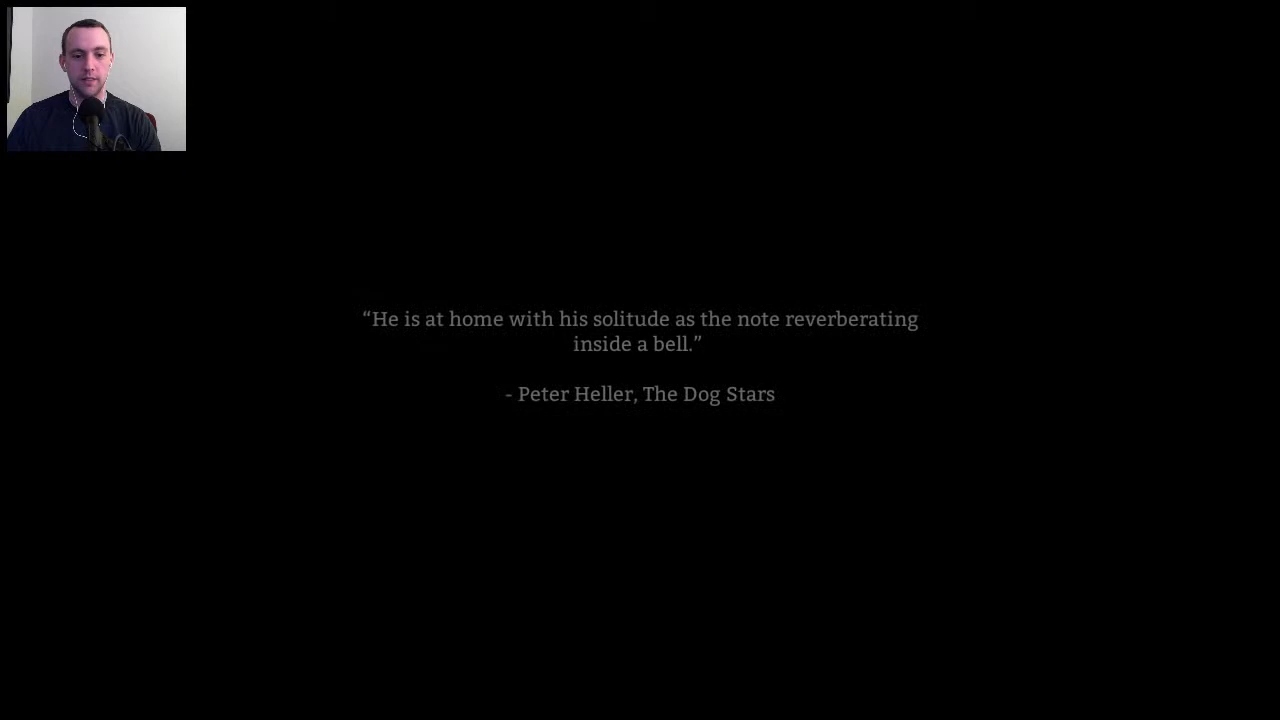 “He is at home with his solitude as the note reverberating
inside a bell.”
- Peter Heller, The Dog Stars